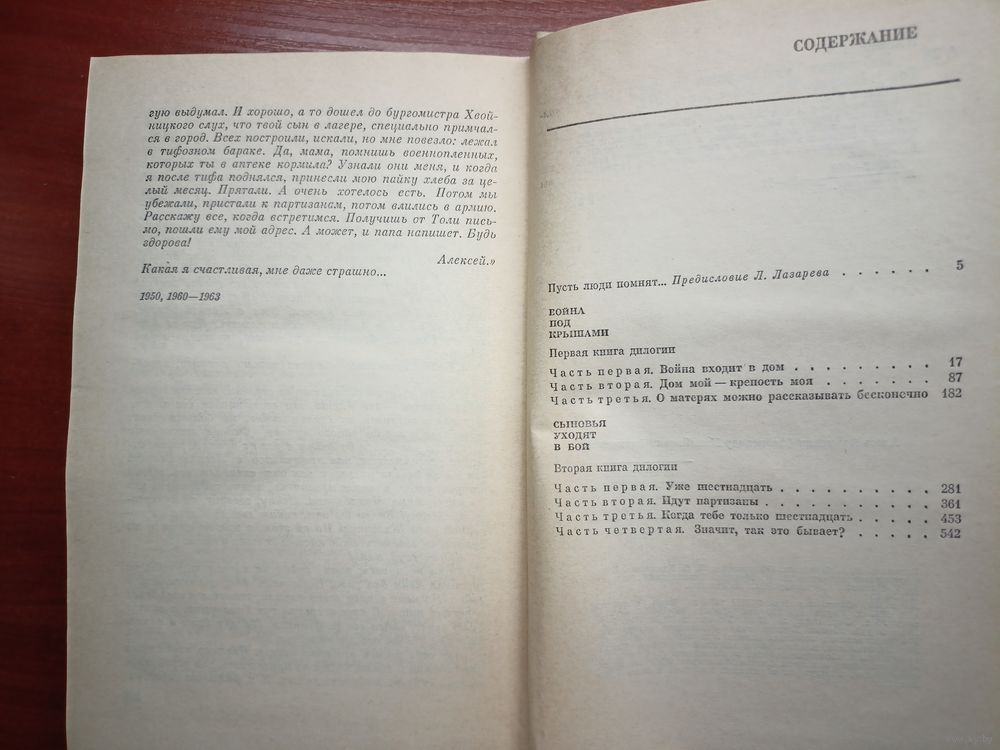 гую выдумал. И хорошо, а то дошел до бургомистра Хвой-
ницкого слух, что твой сын в лагере, специально примчал-
ся в город. Всех построили, искали, но мне повезло: лежал
в тифозном бараке. Да, мама, помнишь военнопленных,
которых ты в аптеке кормила? Узнали они меня, и когда
я после тифа поднялся, принесли мою пайку хлеба за це-
лый месяц. Прятали. А очень хотелось есть. Потом мы
убежали, пристали к партизанам, потом влились в армию.
Расскажу все, когда встретимся. Получишь от Толи пись-
мо, пошли ему мой адрес. А может, и папа напишет. Будь
здорова!
Алексей.»
Какая я счастливая, мне даже страшно...
1950, 1960—1963
СОДЕРЖАНИЕ
Пусть люди помнят... Предисловие Л. Лазарева . . . . . . 5
ВОЙНА
ПОД
КРЫШАМИ
Первая книга дилогии
Часть первая. Война входит в дом . . . . . . . . . . 17
Часть вторая. Дом мой — крепость моя . . . . . . . 87
Часть третья. О матерях можно рассказывать бесконечно 182
СЫНОВЬЯ
УХОДЯТ
В БОЙ
Вторая книга дилогии
Часть первая. Уже шестнадцать . . . . . . . . . . 281
Часть вторая. Идут партизаны . . . . . . . . . . . 361
Часть третья. Когда тебе только шестнадцать . . . . . 453
Часть четвертая. Значит, так это бывает? . . . . . 542